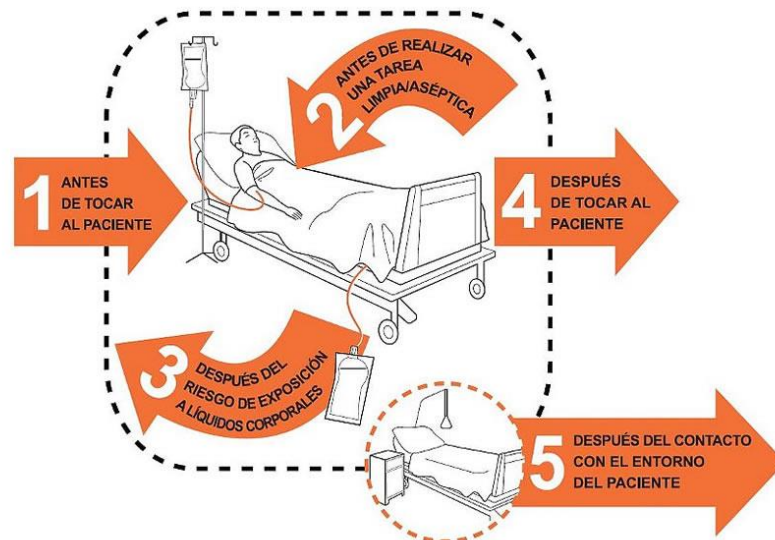 1 ANTES
DE TOCAR
AL PACIENTE
2 ANTES DE REALIZAR
UNA TAREA
LIMPIA/ASÉPTICA
3 DESPUÉS DEL
RIESGO DE EXPOSICIÓN
A LÍQUIDOS CORPORALES
4 DESPUÉS
DE TOCAR AL
PACIENTE
5 DESPUÉS DEL CONTACTO
CON EL ENTORNO
DEL PACIENTE